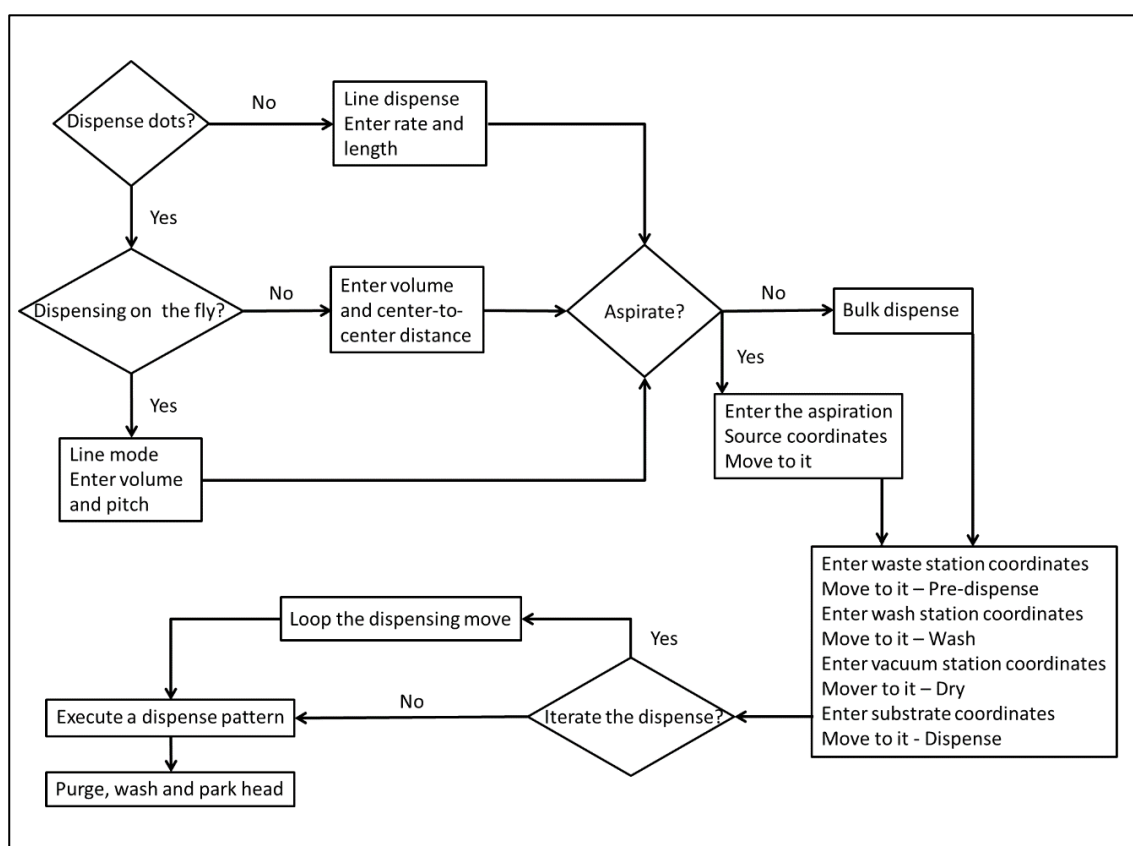 Dispense dots?
No
Line dispense
Enter rate and
length
Yes
Dispensing on the fly?
No
Enter volume
and center-to-
center distance
Aspirate?
No
Bulk dispense
Yes
Enter the aspiration
Source coordinates
Move to it
Yes
Line mode
Enter volume
and pitch
Enter waste station coordinates
Move to it – Pre-dispense
Enter wash station coordinates
Move to it – Wash
Enter vacuum station coordinates
Mover to it – Dry
Enter substrate coordinates
Move to it - Dispense
Iterate the dispense?
Yes
Loop the dispensing move
No
Execute a dispense pattern
Purge, wash and park head